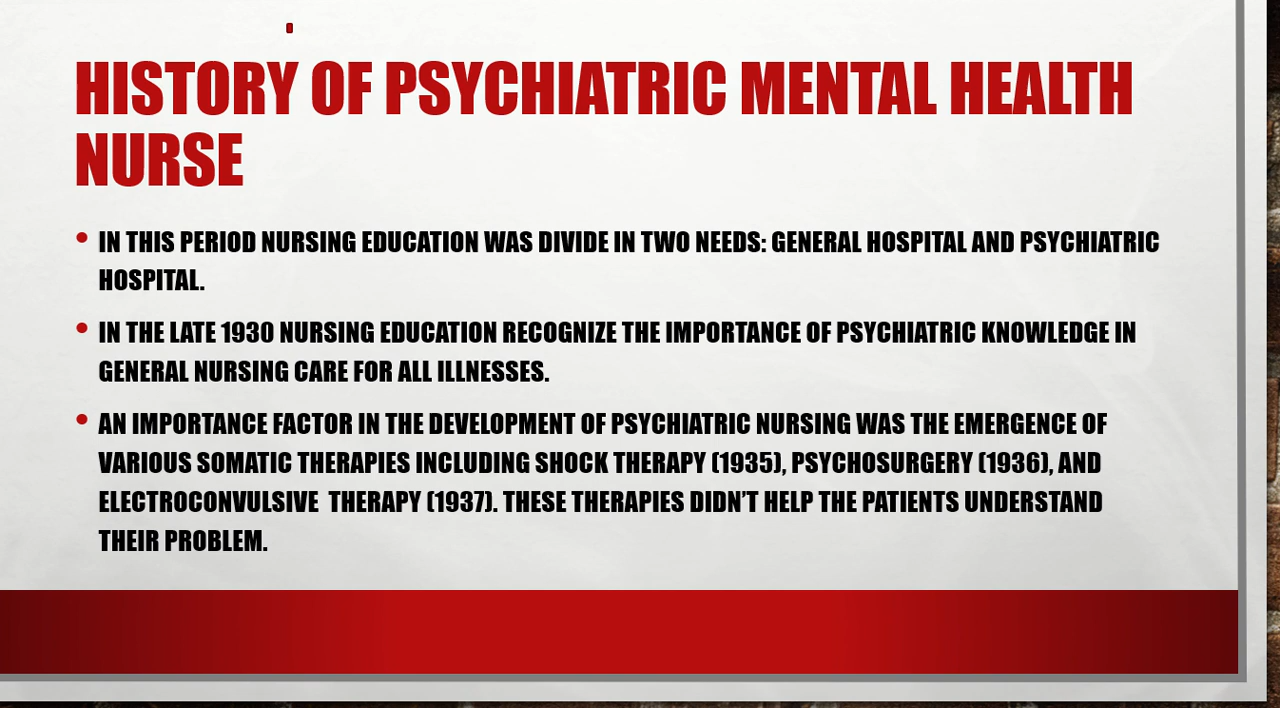 HISTORY OF PSYCHIATRIC MENTAL HEALTH
NURSE
• IN THIS PERIOD NURSING EDUCATION WAS DIVIDE IN TWO NEEDS: GENERAL HOSPITAL AND PSYCHIATRIC
HOSPITAL.
• IN THE LATE 1930 NURSING EDUCATION RECOGNIZE THE IMPORTANCE OF PSYCHIATRIC KNOWLEDGE IN
GENERAL NURSING CARE FOR ALL ILLNESSES.
• AN IMPORTANCE FACTOR IN THE DEVELOPMENT OF PSYCHIATRIC NURSING WAS THE EMERGENCE OF
VARIOUS SOMATIC THERAPIES INCLUDING SHOCK THERAPY (1935), PSYCHOSURGERY (1936), AND
ELECTROCONVULSIVE  THERAPY (1937). THESE THERAPIES DIDN'T HELP THE PATIENTS UNDERSTAND
THEIR PROBLEM.